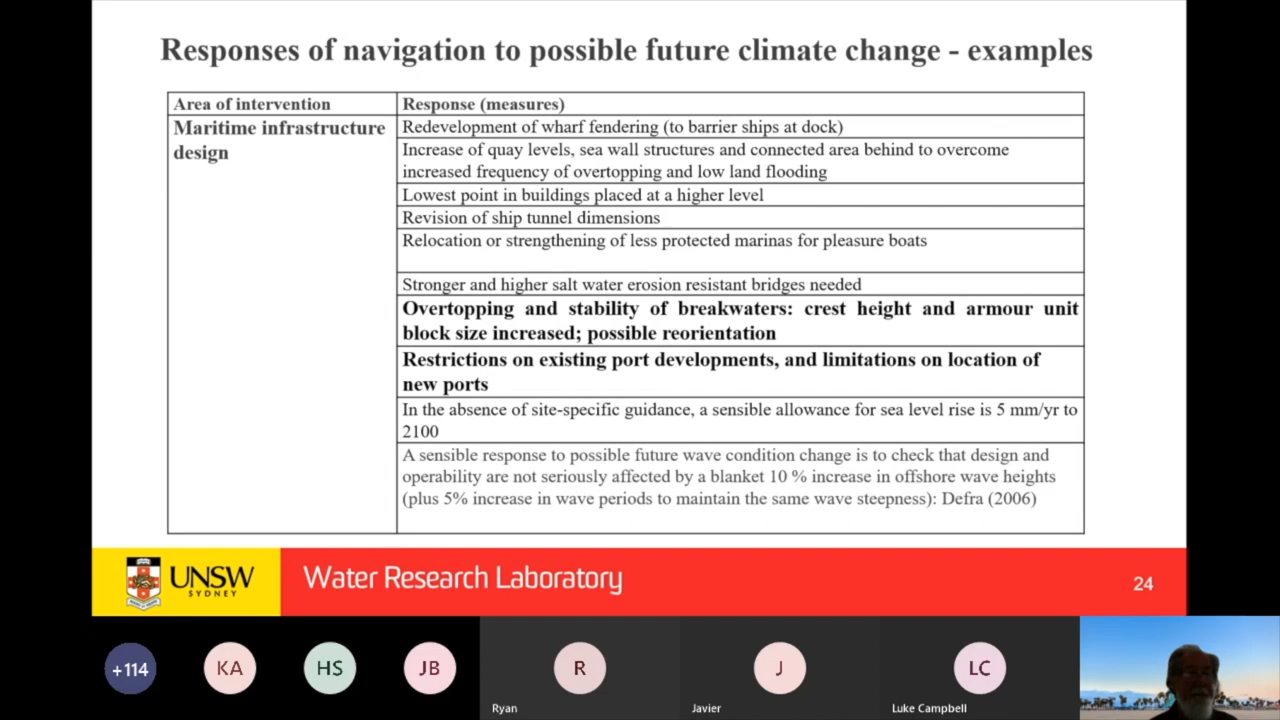 Responses of navigation to possible future climate change - examples
Area of intervention
Response (measures)
Maritime infrastructure
design
Redevelopment of wharf fendering (to barrier ships at dock)
Increase of quay levels, sea wall structures and connected area behind to overcome
increased frequency of overtopping and low land flooding
Lowest point in buildings placed at a higher level
Revision of ship tunnel dimensions
Relocation or strengthening of less protected marinas for pleasure boats
Stronger and higher salt water erosion resistant bridges needed
Overtopping and stability of breakwaters: crest height and armour unit
block size increased; possible reorientation
Restrictions on existing port developments, and limitations on location of
new ports
In the absence of site-specific guidance, a sensible allowance for sea level rise is 5 mm/yr to
2100
A sensible response to possible future wave condition change is to check that design and
operability are not seriously affected by a blanket 10 % increase in offshore wave heights
(plus 5% increase in wave periods to maintain the same wave steepness): Defra (2006)
UNSW
SYDNEY
Water Research Laboratory
24
+114
KA
HS
JB
R
Ryan
J
Javier
LC
Luke Campbell